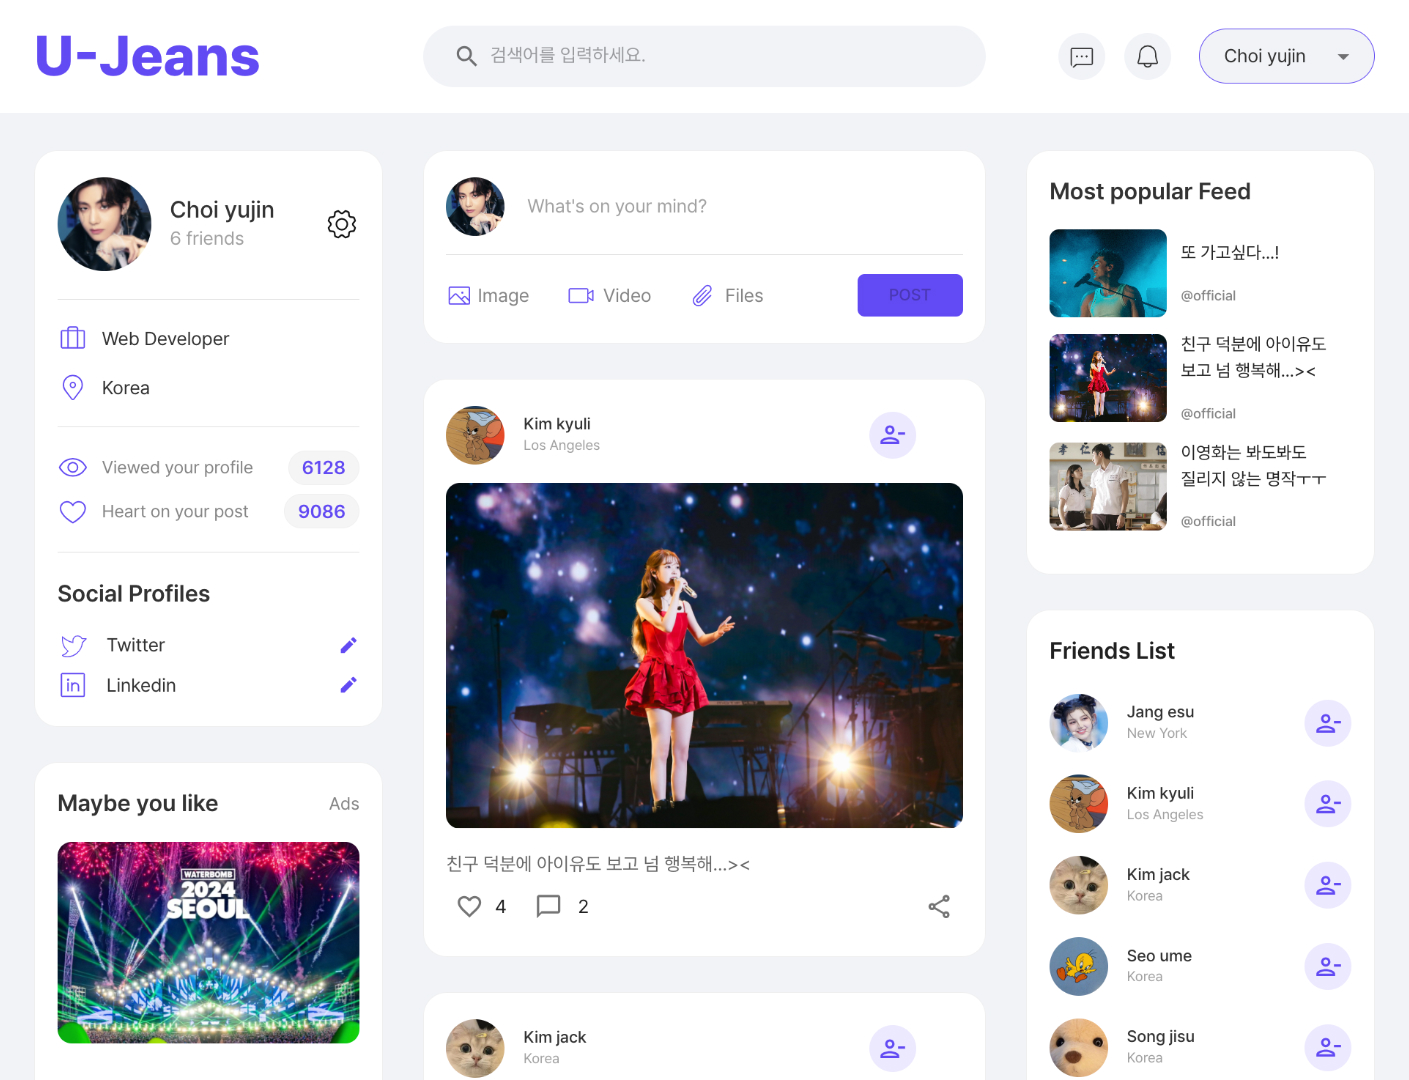 U-Jeans
검색어를 입력하세요.
Choi yujin
Choi yujin
6 friends
Web Developer
Korea
Viewed your profile
6128
Heart on your post
9086
Social Profiles
Twitter
in
Linkedin
Maybe you like
Ads
WATERBOMB
2024
SEOUL
What's on your mind?
Image
Video
Files
POST
Kim kyuli
Los Angeles
친구 덕분에 아이유도 보고 넘 행복해...><
4
2
Kim jack
Korea
Most popular Feed
또 가고싶다...!
@official
친구 덕분에 아이유도
보고 넘 행복해...><
@official
이영화는 봐도봐도
질리지 않는 명작ㅜㅜ
@official
Friends List
Jang esu
New York
Kim kyuli
Los Angeles
Kim jack
Korea
Seo ume
Korea
Song jisu
Korea